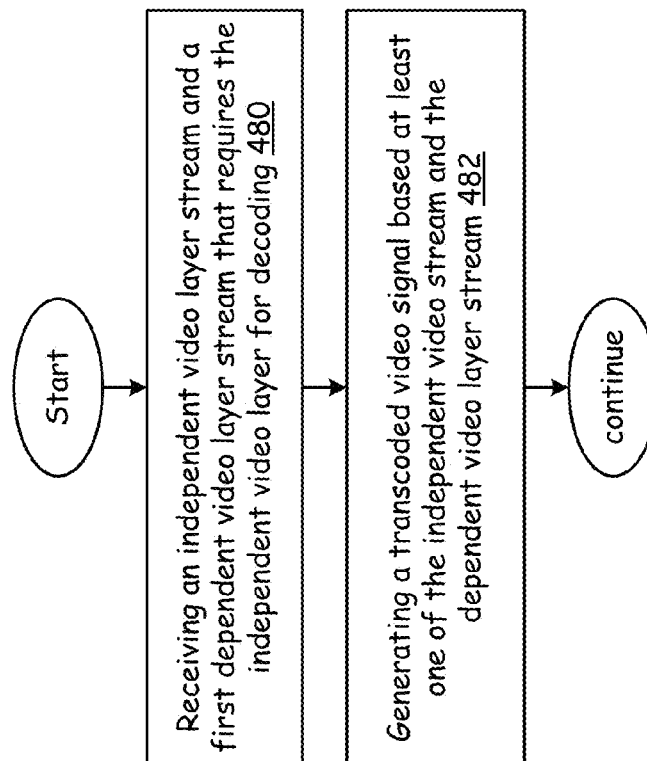 Start
Receiving an independent video layer stream and a
first dependent video layer stream that requires the
independent video layer for decoding 480
Generating a transcoded video signal based at least
one of the independent video stream and the
dependent video layer stream 482
continue